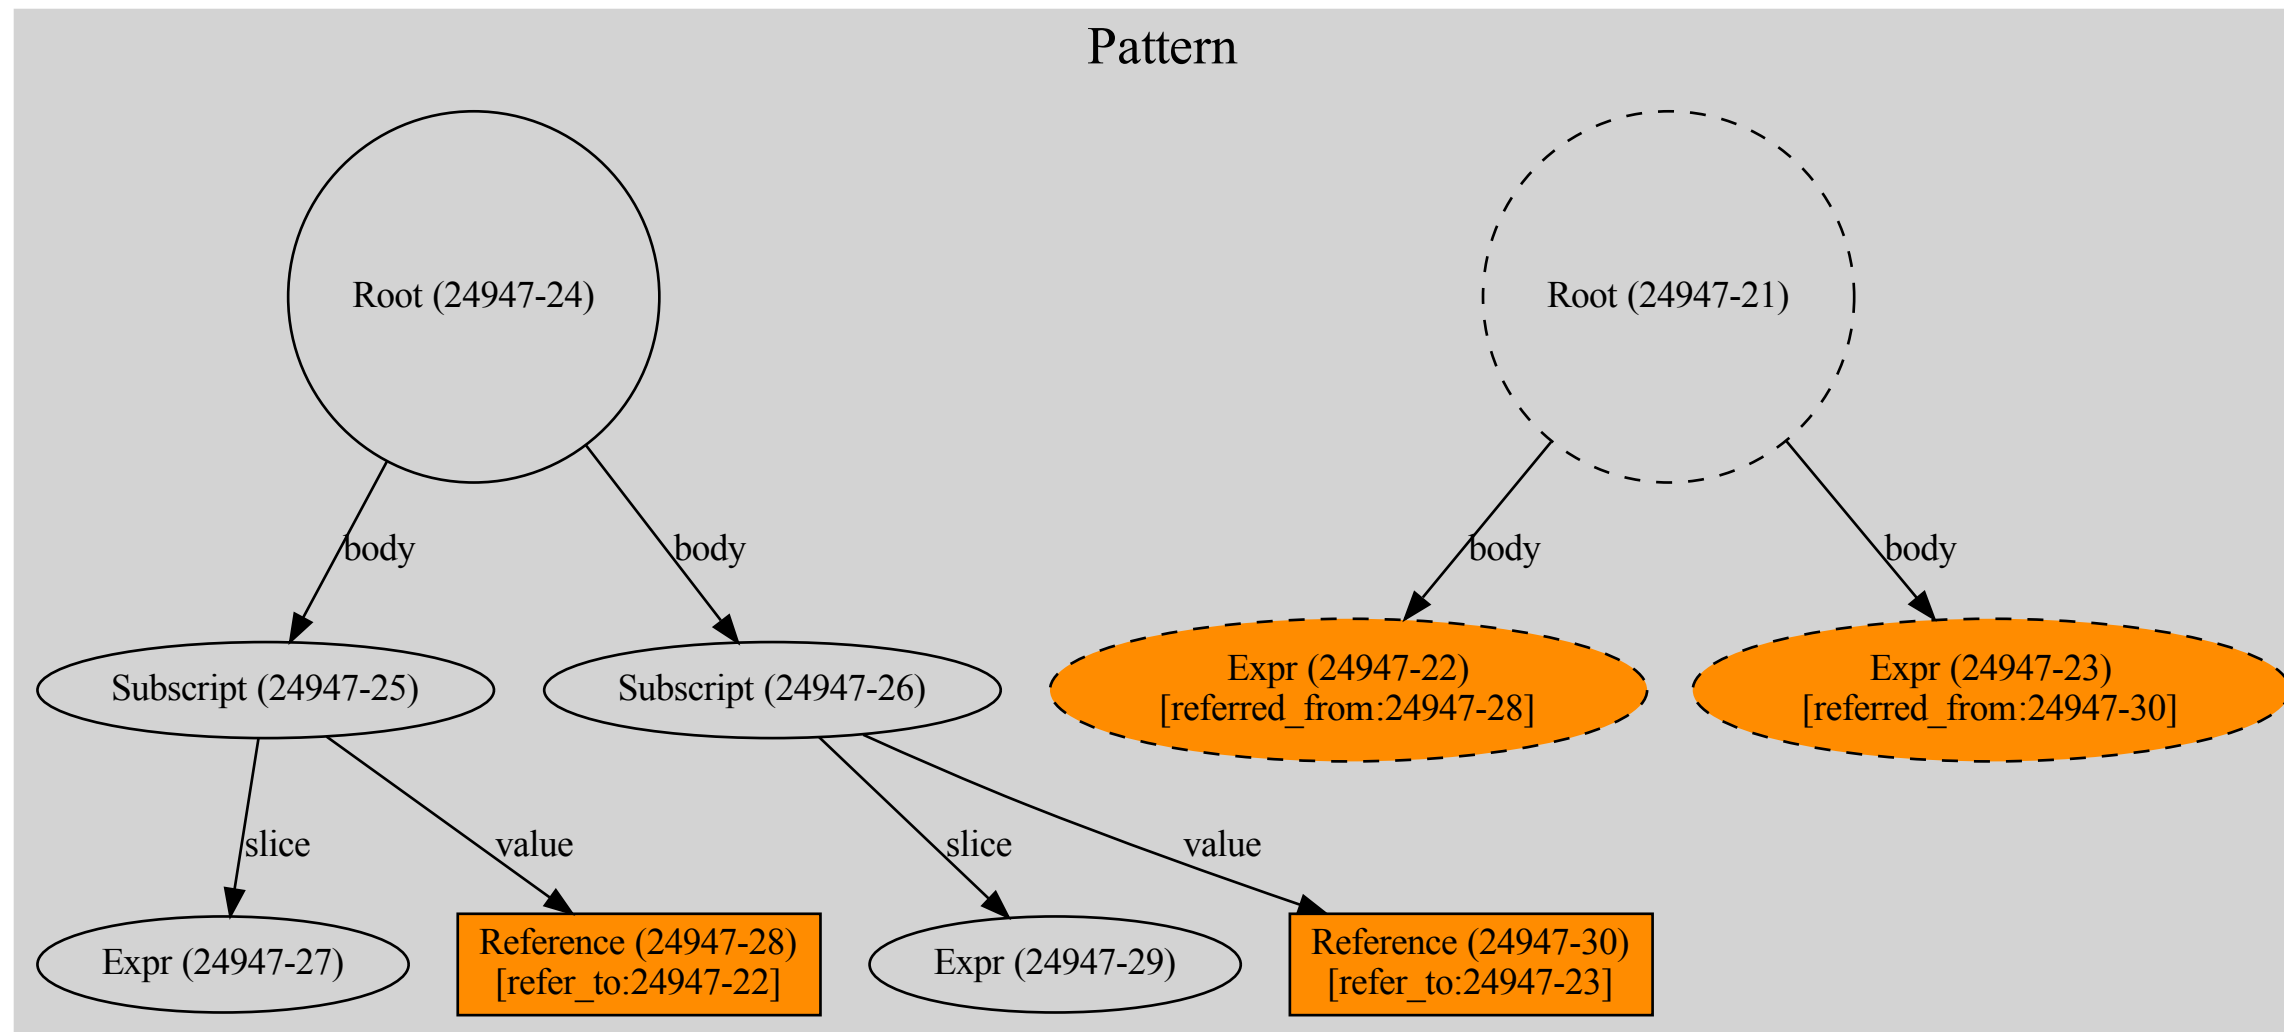 Pattern
Root (24947-24)
Root (24947-21)
body
body
body
body
Subscript (24947-25)
Subscript (24947-26)
Expr (24947-22)
[referred_from:24947-28]
Expr (24947-23)
[referred_from:24947-30]
slice
value
slice
value
Expr (24947-27)
Reference (24947-28)
[refer_to:24947-22]
Expr (24947-29)
Reference (24947-30)
[refer_to:24947-23]